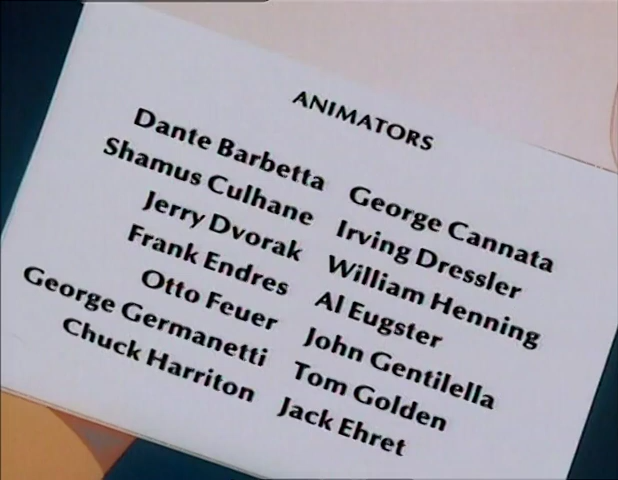 ANIMATORS
Dante Barbetta George Cannata
Shamus Culhane Irving Dressler
Jerry Dvorak William Henning
Frank Endres Al Eugster
Otto Feuer John Gentilella
George Germanetti Tom Golden
Chuck Harriton Jack Ehret